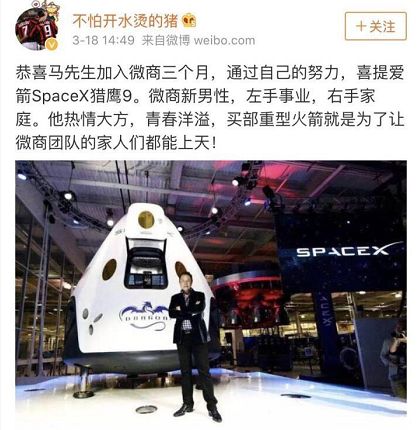 不怕开水烫的猪
3-18 14:49 来自微博 weibo.com
+关注
恭喜马先生加入微商三个月，通过自己的努力，喜提爱
箭SpaceX猎鹰9。微商新男性，左手事业，右手家
庭。他热情大方，青春洋溢，买部重型火箭就是为了让
微商团队的家人们都能上天！
SPACEX
DRAGON